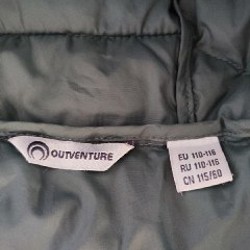 OUTVENTURE
EU 110-116
RU 110-116
CN 115/60